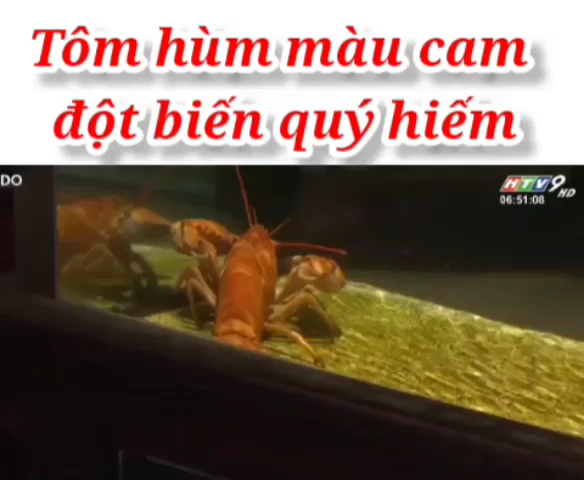 Tôm hùm màu cam
đột biến quý hiếm
DO
HTV9
HD
06:51:08